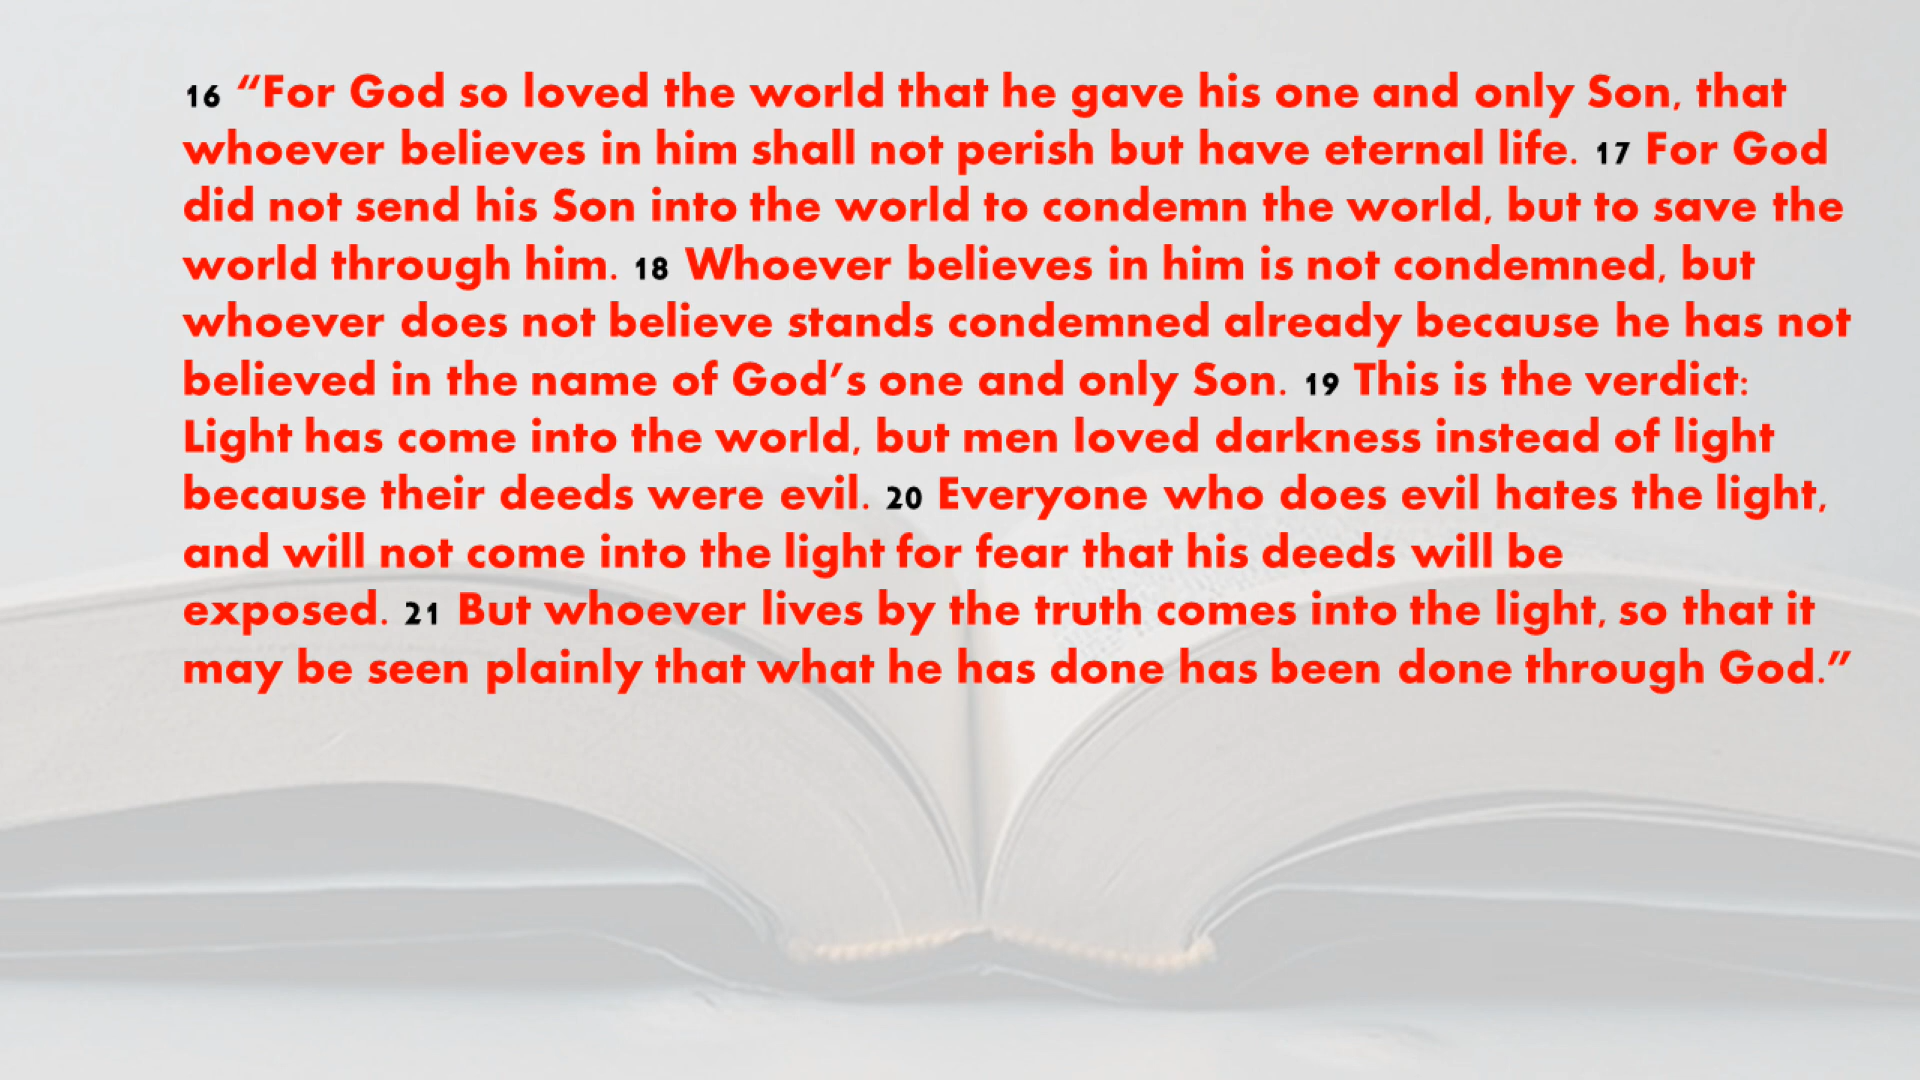 16 “For God so loved the world that he gave his one and only Son, that
whoever believes in him shall not perish but have eternal life. 17 For God
did not send his Son into the world to condemn the world, but to save the
world through him. 18 Whoever believes in him is not condemned, but
whoever does not believe stands condemned already because he has not
believed in the name of God’s one and only Son. 19 This is the verdict:
Light has come into the world, but men loved darkness instead of light
because their deeds were evil. 20 Everyone who does evil hates the light,
and will not come into the light for fear that his deeds will be
exposed. 21 But whoever lives by the truth comes into the light, so that it
may be seen plainly that what he has done has been done through God.”